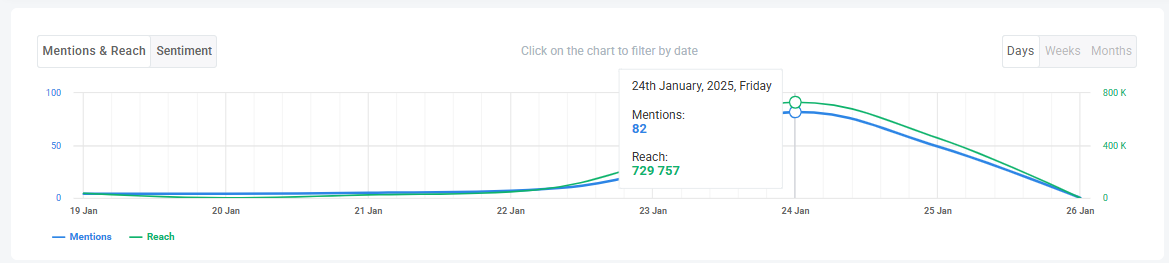 Mentions & Reach Sentiment
Click on the chart to filter by date
Days Weeks Months
24th January, 2025, Friday
Mentions:
82
Reach:
729 757
100
50
0
800 K
400 K
0
19 Jan 20 Jan 21 Jan 22 Jan 23 Jan 24 Jan 25 Jan 26 Jan
Mentions Reach